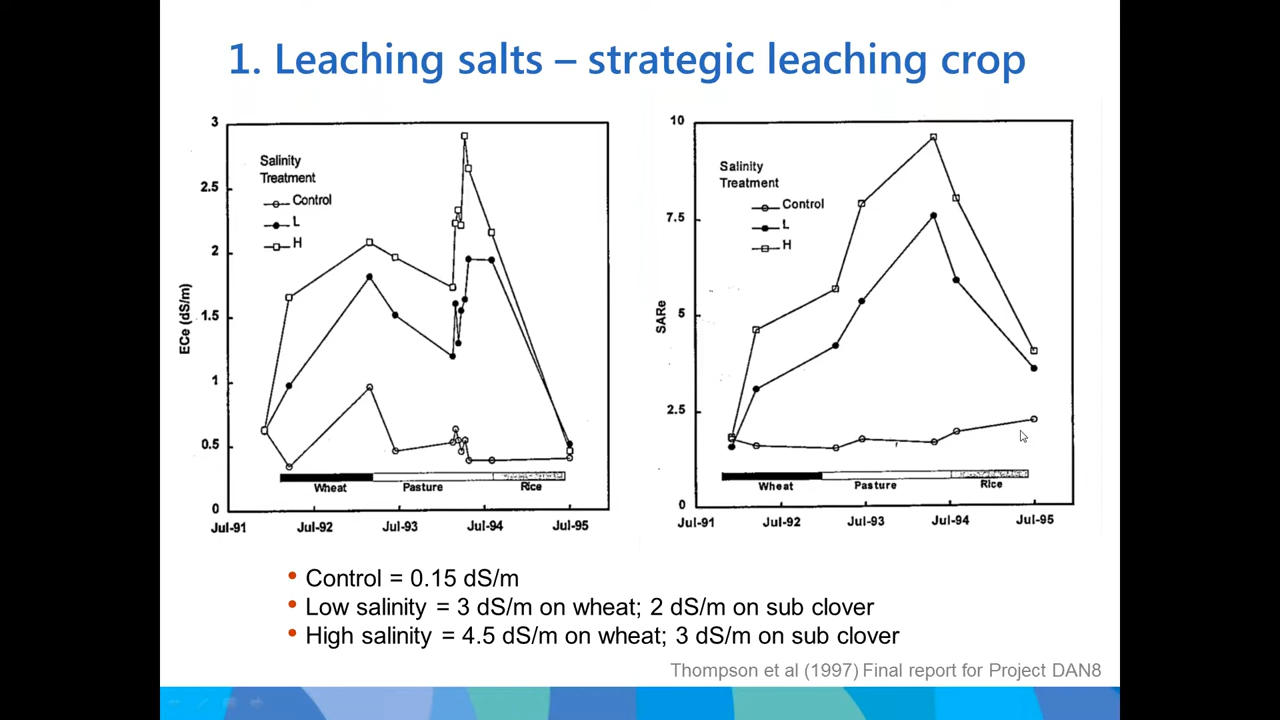 1. Leaching salts – strategic leaching crop
3
2.5
2
1.5
1
0.5
0
ECe (dS/m)
Salinity
Treatment
Control
L
H
Wheat Pasture Rice
Jul-91 Jul-92 Jul-93 Jul-94 Jul-95
10
7.5
5
2.5
0
SARe
Salinity
Treatment
Control
L
H
Wheat Pasture Rice
Jul-91 Jul-92 Jul-93 Jul-94 Jul-95
• Control = 0.15 dS/m
• Low salinity = 3 dS/m on wheat; 2 dS/m on sub clover
• High salinity = 4.5 dS/m on wheat; 3 dS/m on sub clover
Thompson et al (1997) Final report for Project DAN8